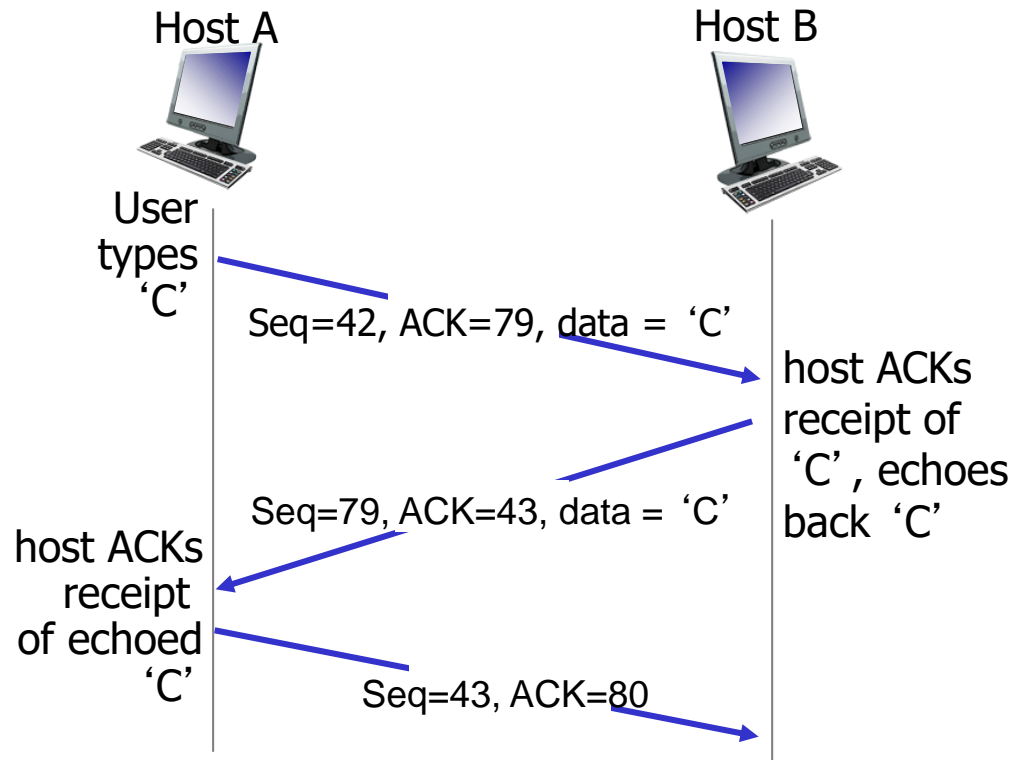 Host A
Host B
User
types
‘C’
Seq=42, ACK=79, data = ‘C’
host ACKs
receipt of
‘C’, echoes
back ‘C’
Seq=79, ACK=43, data = ‘C’
host ACKs
receipt
of echoed
‘C’
Seq=43, ACK=80